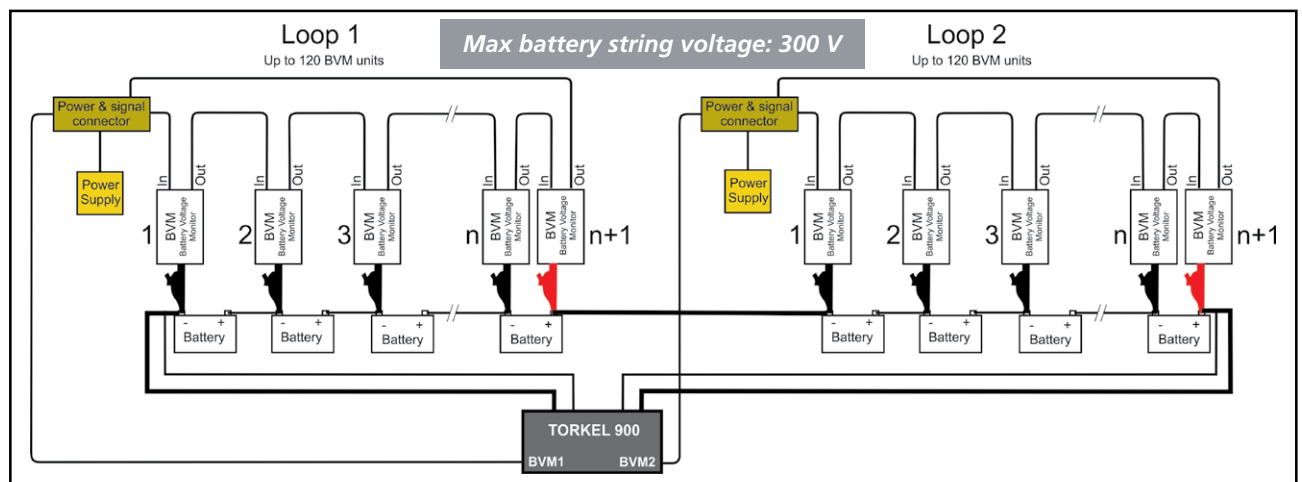 Loop 1
Up to 120 BVM units
Max battery string voltage: 300 V
Loop 2
Up to 120 BVM units
Power & signal
connector
Power
Supply
In
Out
In
Out
In
Out
In
Out
In
Out
1
BVM
Battery Voltage
Monitor
2
BVM
Battery Voltage
Monitor
3
BVM
Battery Voltage
Monitor
n
BVM
Battery Voltage
Monitor
BVM
Battery Voltage
Monitor
n+1
- +
Battery
- +
Battery
- +
Battery
- +
Battery
Power & signal
connector
Power
Supply
In
Out
In
Out
In
Out
In
Out
In
Out
1
BVM
Battery Voltage
Monitor
2
BVM
Battery Voltage
Monitor
3
BVM
Battery Voltage
Monitor
n
BVM
Battery Voltage
Monitor
BVM
Battery Voltage
Monitor
n+1
- +
Battery
- +
Battery
- +
Battery
- +
Battery
TORKEL 900
BVM1
BVM2